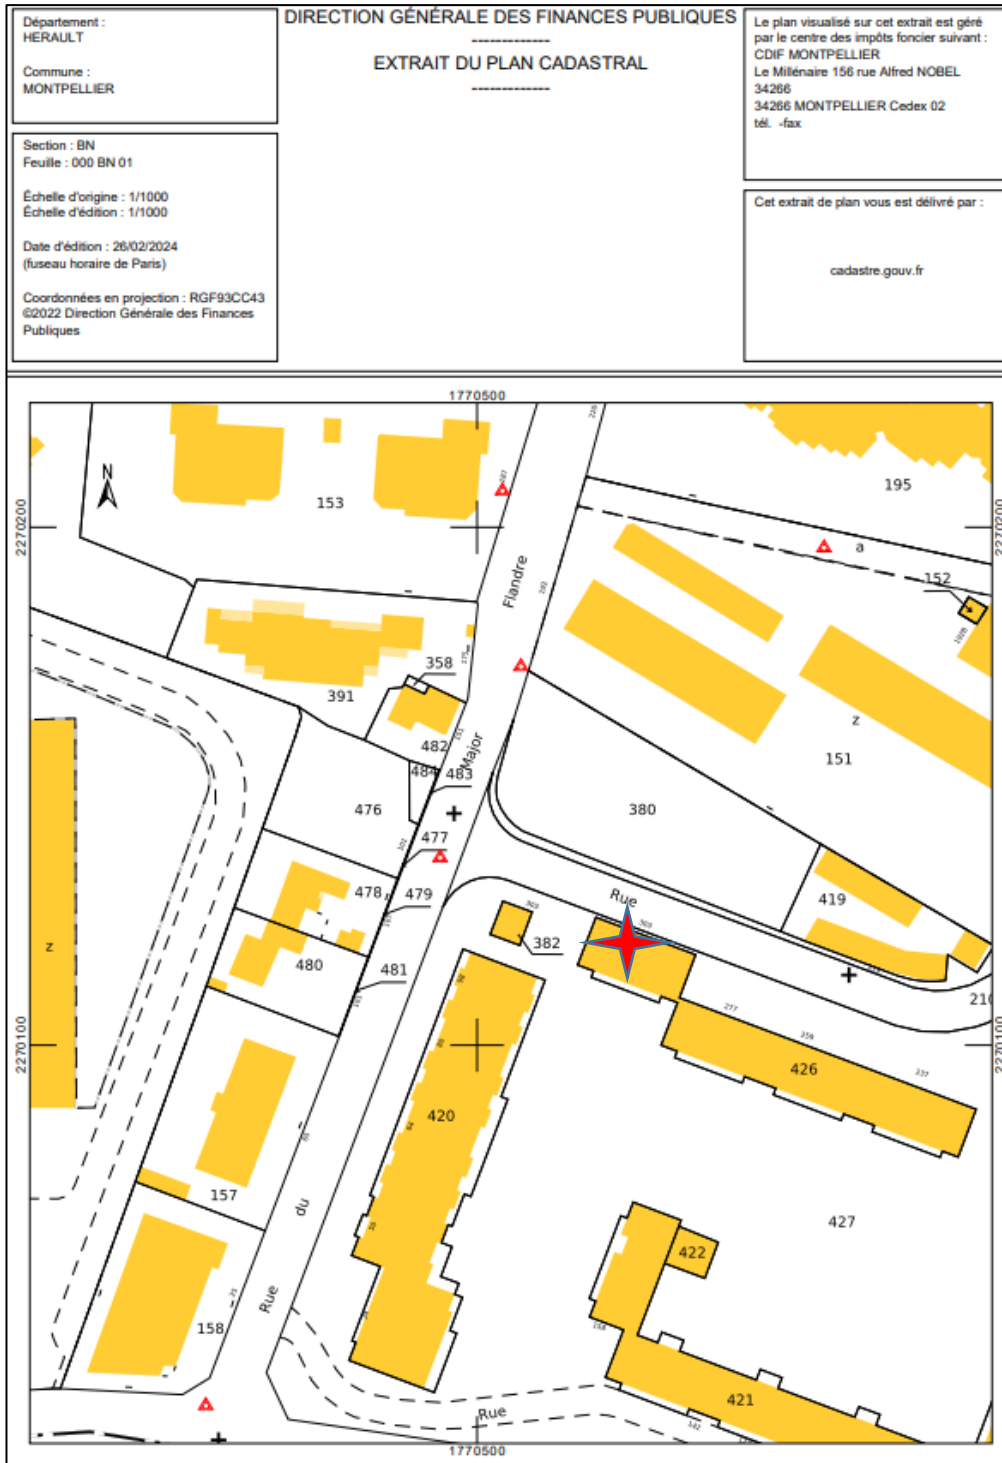 Département :
HERAULT
Commune :
MONTPELLIER
Section : BN
Feuille : 000 BN 01
Échelle d'origine : 1/1000
Échelle d'édition : 1/1000
Date d'édition : 26/02/2024
(fuseau horaire de Paris)
Coordonnées en projection : RGF93CC43
©2022 Direction Générale des Finances
Publiques
DIRECTION GÉNÉRALE DES FINANCES PUBLIQUES
-------------
EXTRAIT DU PLAN CADASTRAL
-------------
Le plan visualisé sur cet extrait est géré
par le centre des impôts foncier suivant :
CDIF MONTPELLIER
Le Millénaire 156 rue Alfred NOBEL
34266
34266 MONTPELLIER Cedex 02
tél. -fax
Cet extrait de plan vous est délivré par :
cadastre.gouv.fr
1770500
N
153
195
2270200
2270200
a
Flandre
152
358
391
z
482
Major
151
484
483
476
380
477
478
479
419
Rue
z
382
480
481
210
2270100
2270100
426
420
157
du
427
422
Rue
158
421
Rue
1770500